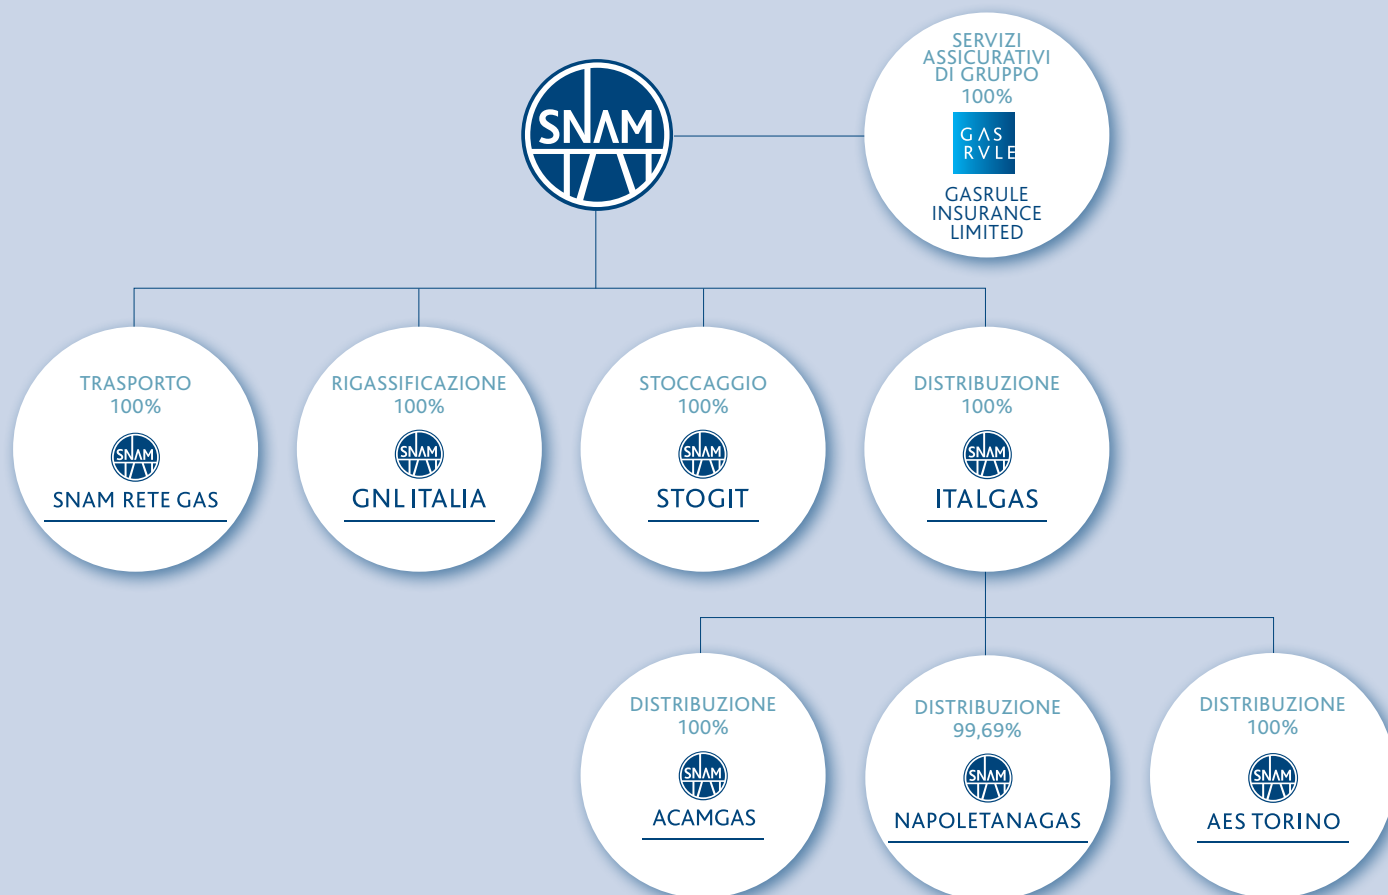 SNAM
SERVIZI
ASSICURATIVI
DI GRUPPO
100%
GAS
RVLE
GASRULE
INSURANCE
LIMITED
TRASPORTO
100%
SNAM
SNAM RETE GAS
RIGASSIFICAZIONE
100%
SNAM
GNL ITALIA
STOCCAGGIO
100%
SNAM
STOGIT
DISTRIBUZIONE
100%
SNAM
ITALGAS
DISTRIBUZIONE
100%
SNAM
ACAMGAS
DISTRIBUZIONE
99,69%
SNAM
NAPOLETANAGAS
DISTRIBUZIONE
100%
SNAM
AES TORINO